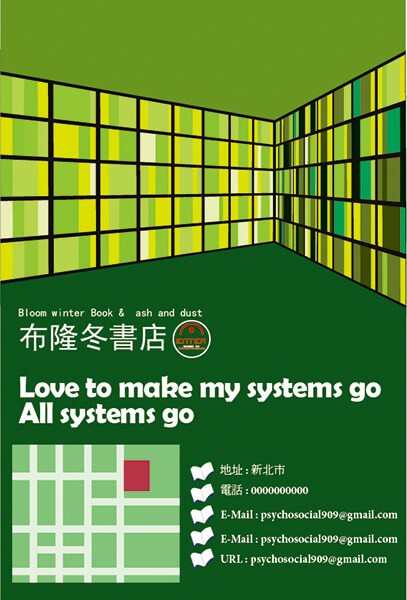 Bloom winter Book & ash and dust
布隆冬書店
Love to make my systems go
All systems go
地址 : 新北市
電話 : 0000000000
E-Mail : psychosocial909@gmail.com
E-Mail : psychosocial909@gmail.com
URL : psychosocial909@gmail.com